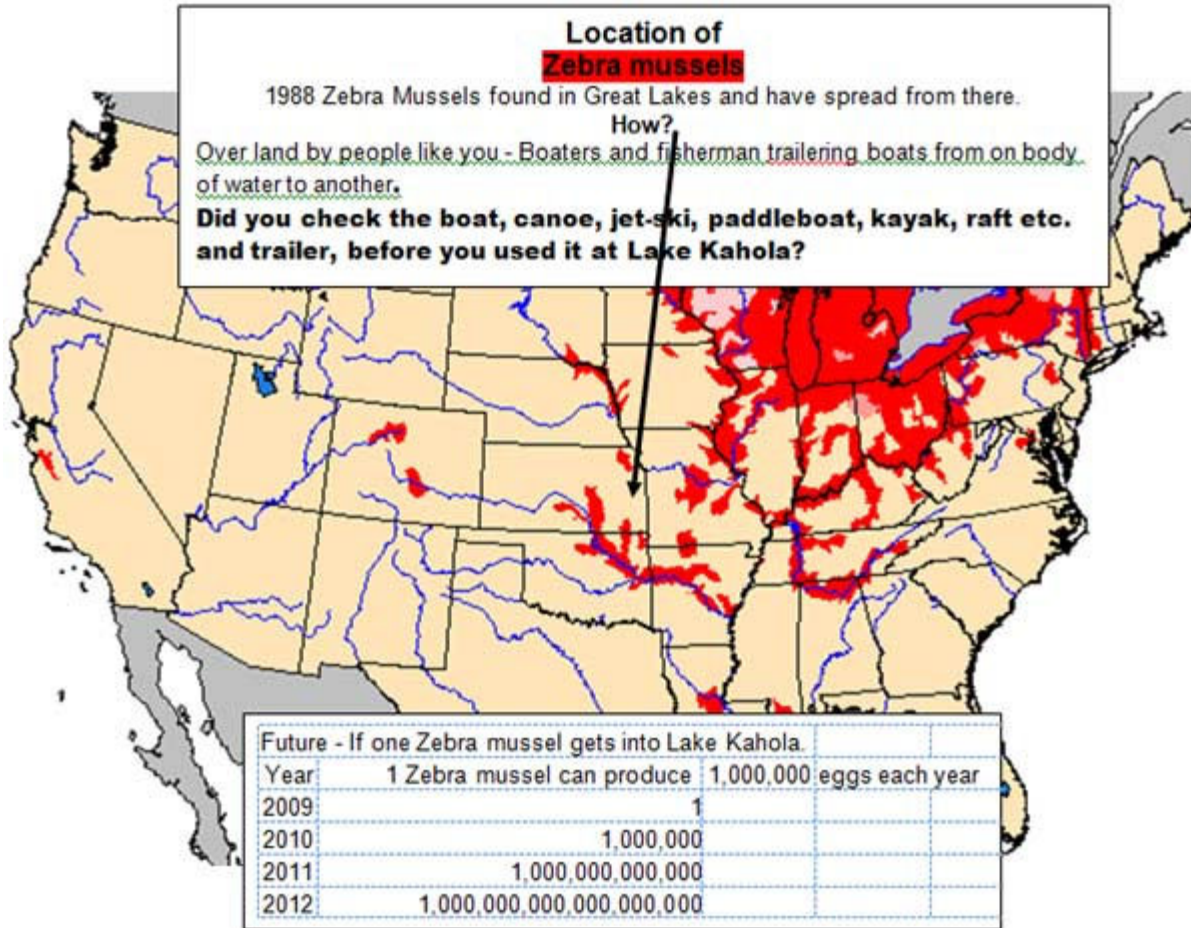 Location of
Zebra mussels
1988 Zebra Mussels found in Great Lakes and have spread from there.
How?
Over land by people like you - Boaters and fisherman trailering boats from on body
of water to another.
Did you check the boat, canoe, jet-ski, paddleboat, kayak, raft etc.
and trailer, before you used it at Lake Kahola?
Future - If one Zebra mussel gets into Lake Kahola.
Year 1 Zebra mussel can produce 1,000,000 eggs each year
2009 1
2010 1,000,000
2011 1,000,000,000,000
2012 1,000,000,000,000,000,000